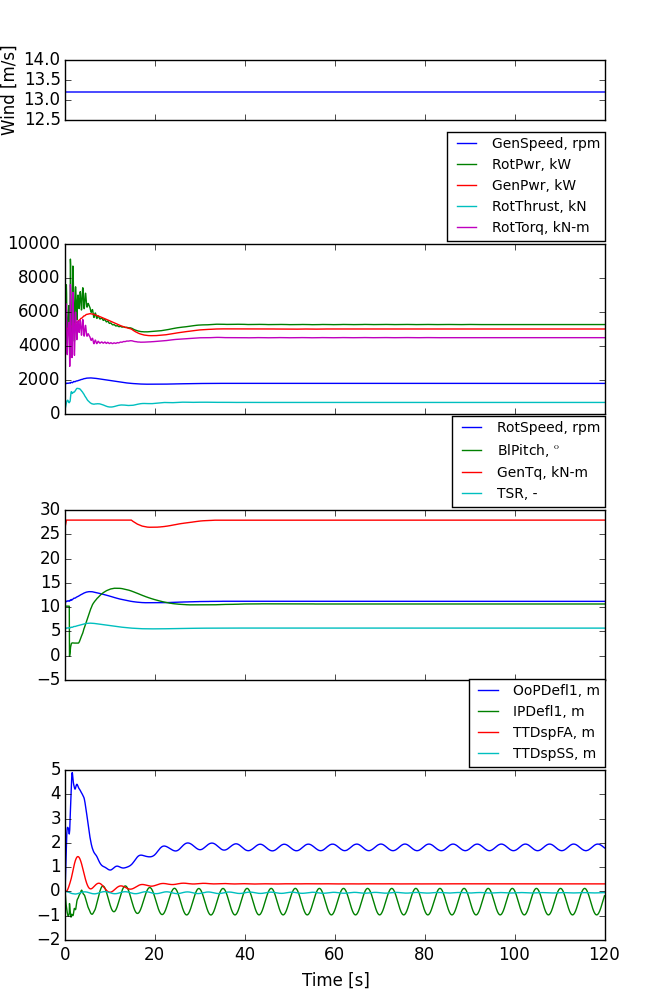 Wind [m/s]
14.0
13.5
13.0
12.5
GenSpeed, rpm
RotPwr, kW
GenPwr, kW
RotThrust, kN
RotTorq, kN-m
10000
8000
6000
4000
2000
0
RotSpeed, rpm
BlPitch, °
GenTq, kN-m
TSR, -
30
25
20
15
10
5
0
−5
OoPDefl1, m
IPDefl1, m
TTDspFA, m
TTDspSS, m
5
4
3
2
1
0
−1
−2
0 20 40 60 80 100 120
Time [s]